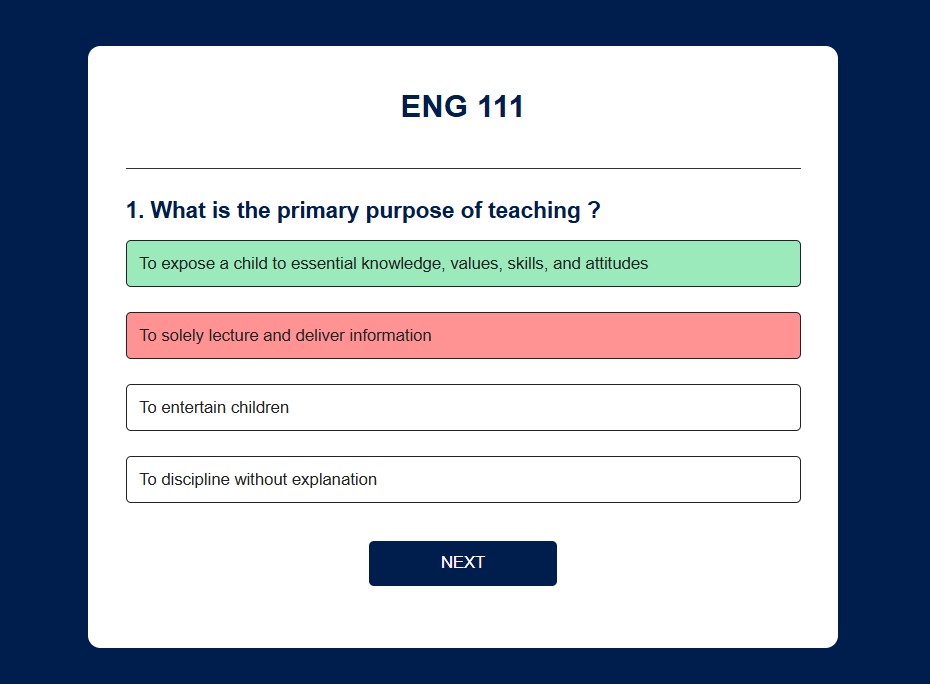 ENG 111
1. What is the primary purpose of teaching ?
To expose a child to essential knowledge, values, skills, and attitudes
To solely lecture and deliver information
To entertain children
To discipline without explanation
NEXT